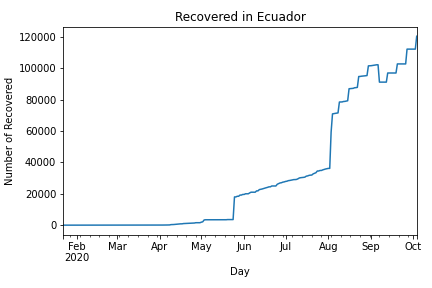 Recovered in Ecuador
120000
100000
80000
60000
40000
20000
0
Number of Recovered
Feb Mar Apr May Jun Jul Aug Sep Oct
2020
Day